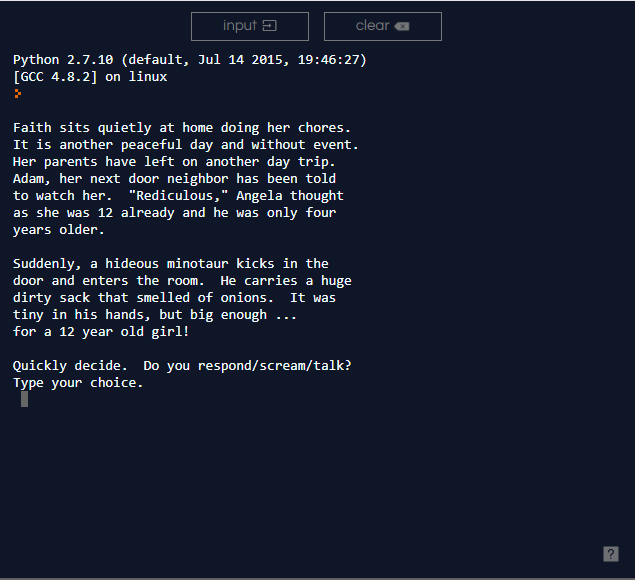 input
clear
Python 2.7.10 (default, Jul 14 2015, 19:46:27)
[GCC 4.8.2] on linux
Faith sits quietly at home doing her chores.
It is another peaceful day and without event.
Her parents have left on another day trip.
Adam, her next door neighbor has been told
to watch her.  "Rediculous," Angela thought
as she was 12 already and he was only four
years older.
Suddenly, a hideous minotaur kicks in the
door and enters the room.  He carries a huge
dirty sack that smelled of onions.  It was
tiny in his hands, but big enough ...
for a 12 year old girl!
Quickly decide.  Do you respond/scream/talk?
Type your choice.
?